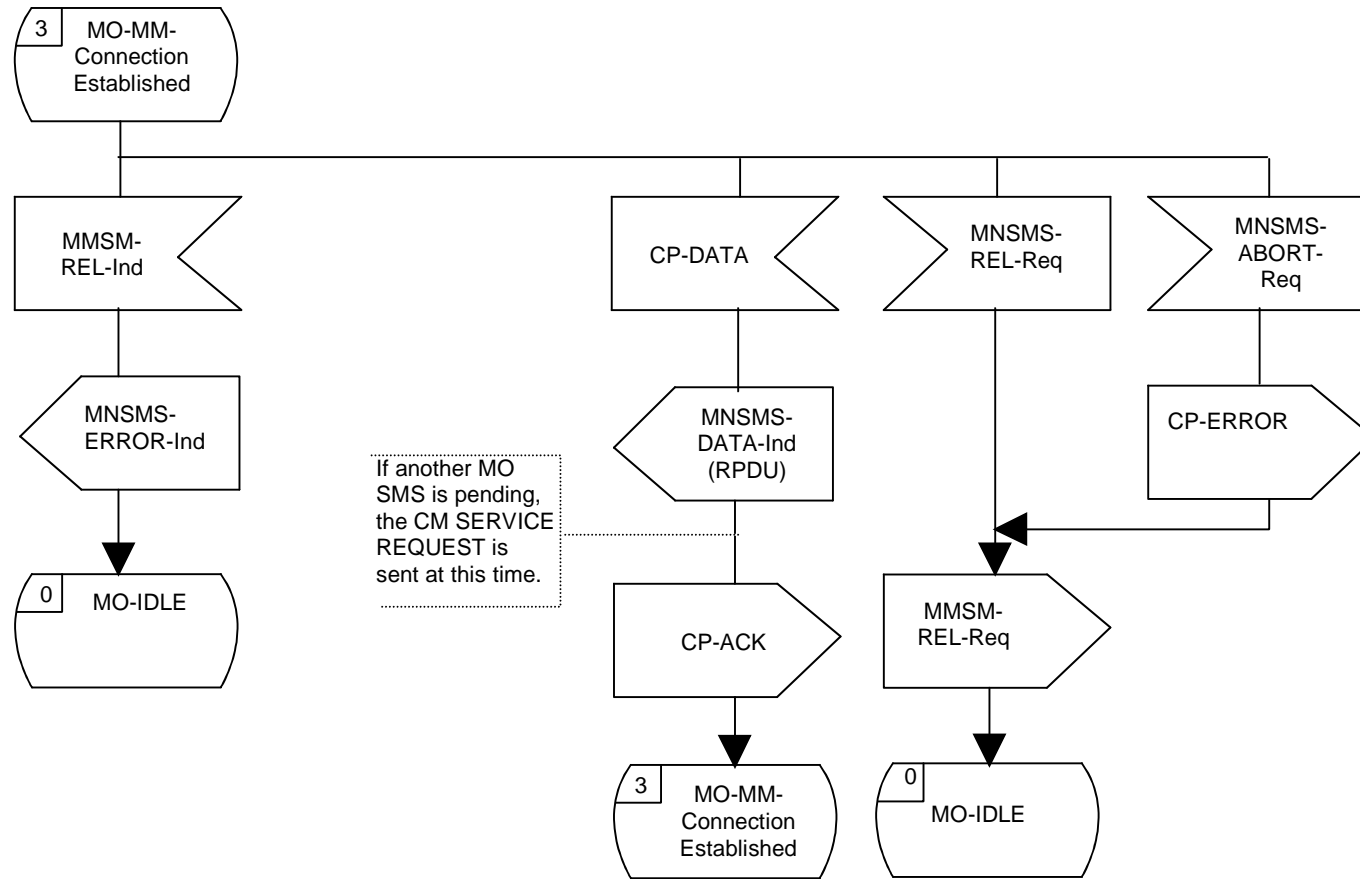 3
MO-MM-
Connection
Established
MMSM-
REL-Ind
CP-DATA
MNSMS-
REL-Req
MNSMS-
ABORT-
Req
MNSMS-
ERROR-Ind
MNSMS-
DATA-Ind
(RPDU)
CP-ERROR
If another MO
SMS is pending,
the CM SERVICE
REQUEST is
sent at this time.
0
MO-IDLE
CP-ACK
MMSM-
REL-Req
3
MO-MM-
Connection
Established
0
MO-IDLE